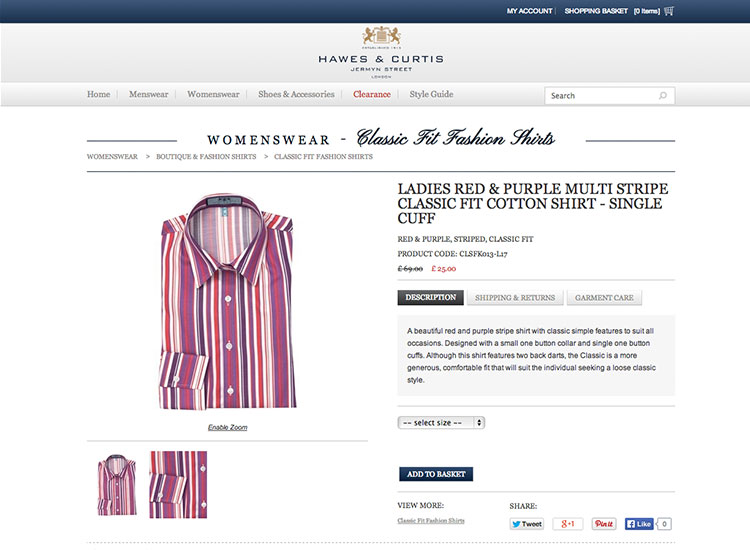 MY ACCOUNT SHOPPING BASKET [0 items]
ESTABLISHED 1913
HAWES & CURTIS
JERMYN STREET
LONDON
Home Menswear Womenswear Shoes & Accessories Clearance Style Guide Search
WOMENSWEAR - Classic Fit Fashion Shirts
WOMENSWEAR > BOUTIQUE & FASHION SHIRTS > CLASSIC FIT FASHION SHIRTS
LADIES RED & PURPLE MULTI STRIPE
CLASSIC FIT COTTON SHIRT - SINGLE
CUFF
RED & PURPLE, STRIPED, CLASSIC FIT
PRODUCT CODE: CLSFK013-L17
£ 69.00 £ 25.00
DESCRIPTION SHIPPING & RETURNS GARMENT CARE
A beautiful red and purple stripe shirt with classic simple features to suit all
occasions. Designed with a small one button collar and single one button
cuffs. Although this shirt features two back darts, the Classic is a more
generous, comfortable fit that will suit the individual seeking a loose classic
style.
-- select size --
Enable Zoom
ADD TO BASKET
VIEW MORE:
Classic Fit Fashion Shirts
SHARE:
Tweet g+1 Pin it Like 0